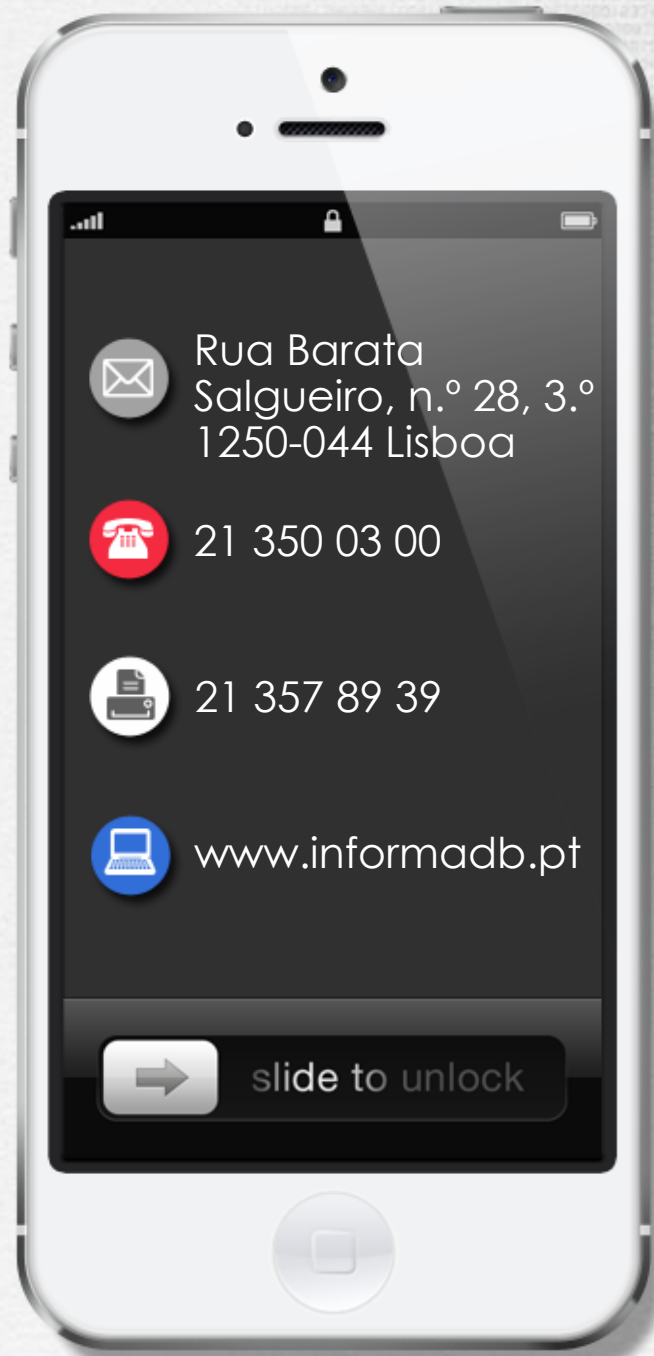 Rua Barata
Salgueiro, n.º 28, 3.º
1250-044 Lisboa
21 350 03 00
21 357 89 39
www.informadb.pt
slide to unlock